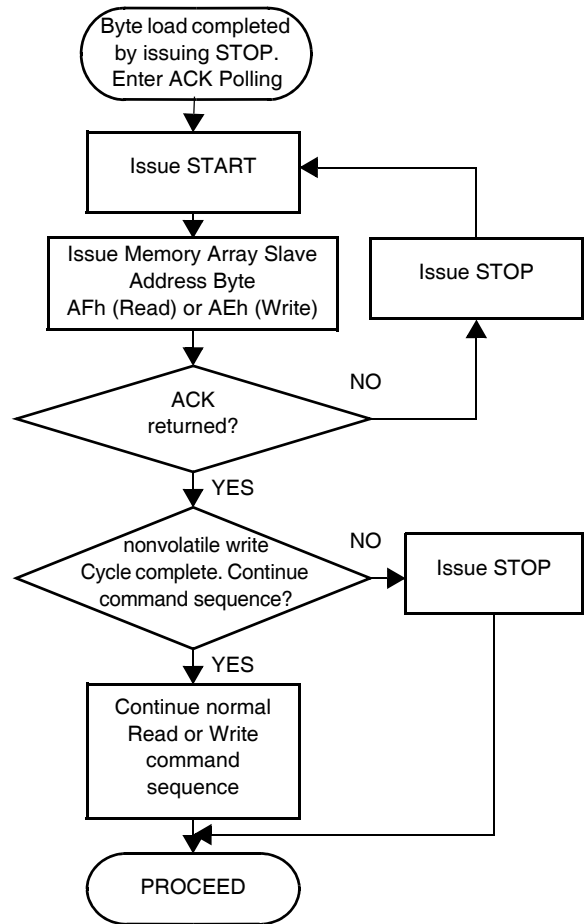 Byte load completed
by issuing STOP.
Enter ACK Polling
Issue START
Issue Memory Array Slave
Address Byte
AFh (Read) or AEh (Write)
Issue STOP
NO
ACK
returned?
YES
nonvolatile write
Cycle complete. Continue
command sequence?
NO
Issue STOP
YES
Continue normal
Read or Write
command
sequence
PROCEED